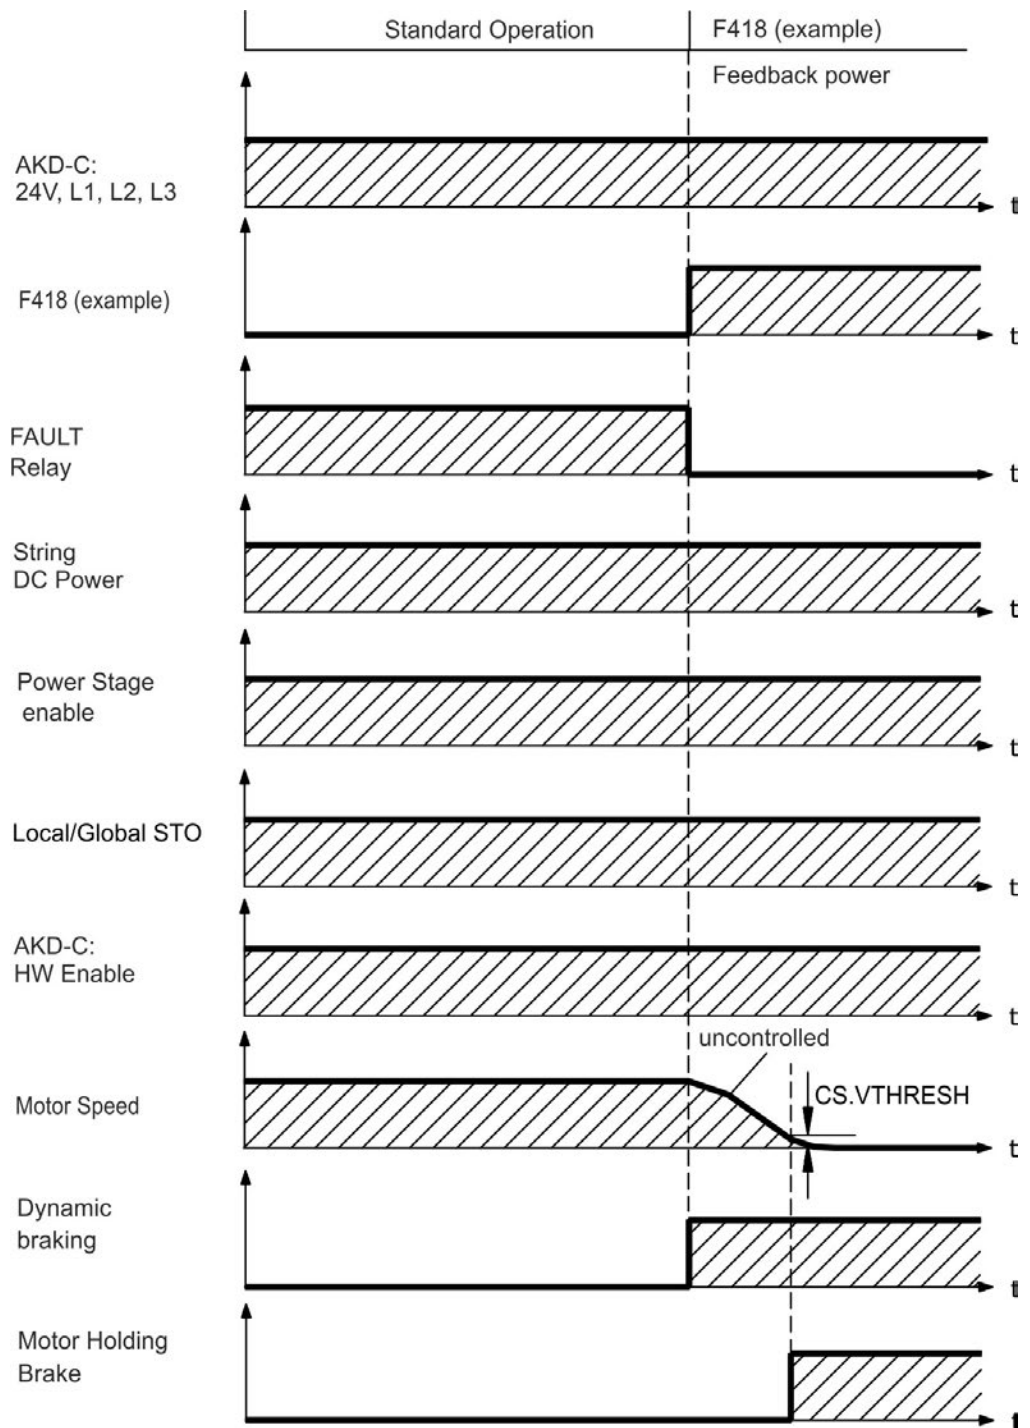 Standard Operation
F418 (example)
Feedback power
AKD-C:
24V, L1, L2, L3
t
F418 (example)
t
FAULT
Relay
t
String
DC Power
t
Power Stage
enable
t
Local/Global STO
t
AKD-C:
HW Enable
t
uncontrolled
CS.VTHRESH
Motor Speed
t
Dynamic
braking
t
Motor Holding
Brake
t